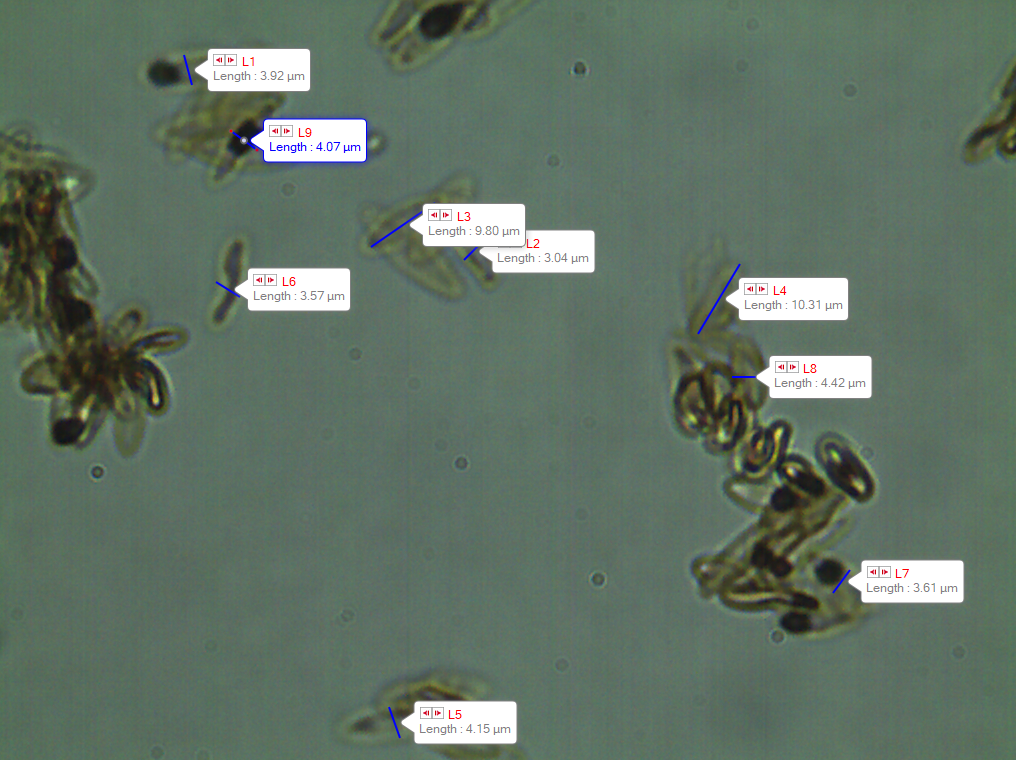 L1
Length : 3.92 µm
L9
Length : 4.07 µm
L3
Length : 9.80 µm
L2
Length : 3.04 µm
L6
Length : 3.57 µm
L4
Length : 10.31 µm
L8
Length : 4.42 µm
L7
Length : 3.61 µm
L5
Length : 4.15 µm